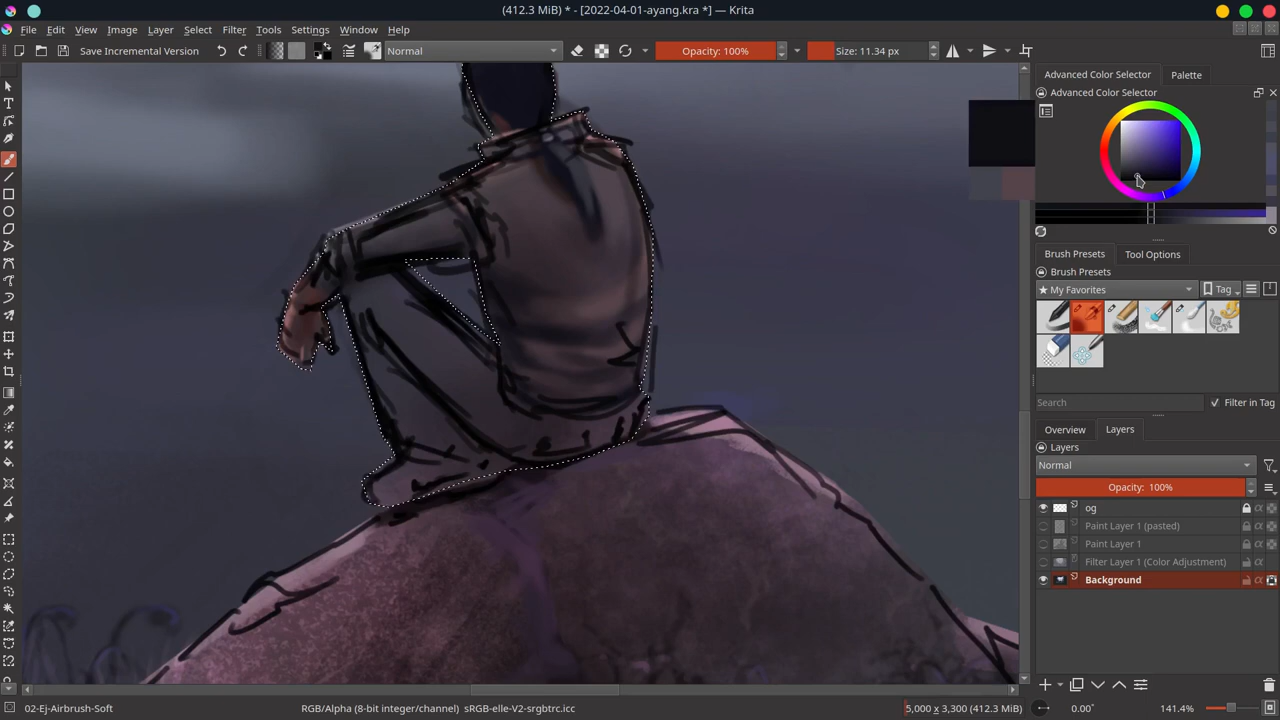 (412.3 MiB) * - [2022-04-01-ayang.kra *] — Krita
File Edit View Image Layer Select Filter Tools Settings Window Help
Save Incremental Version
Normal
Opacity: 100%
Size: 11.34 px
Advanced Color Selector
Palette
Advanced Color Selector
Brush Presets
Tool Options
Brush Presets
★ My Favorites
Tag
Search
Filter in Tag
Overview
Layers
Layers
Normal
Opacity: 100%
og
Paint Layer 1 (pasted)
Paint Layer 1
Filter Layer 1 (Color Adjustment)
Background
02-Ej-Airbrush-Soft
RGB/Alpha (8-bit integer/channel) sRGB-elle-V2-srgbtrc.icc
5,000 x 3,300 (412.3 MiB)
0.00°
141.4%